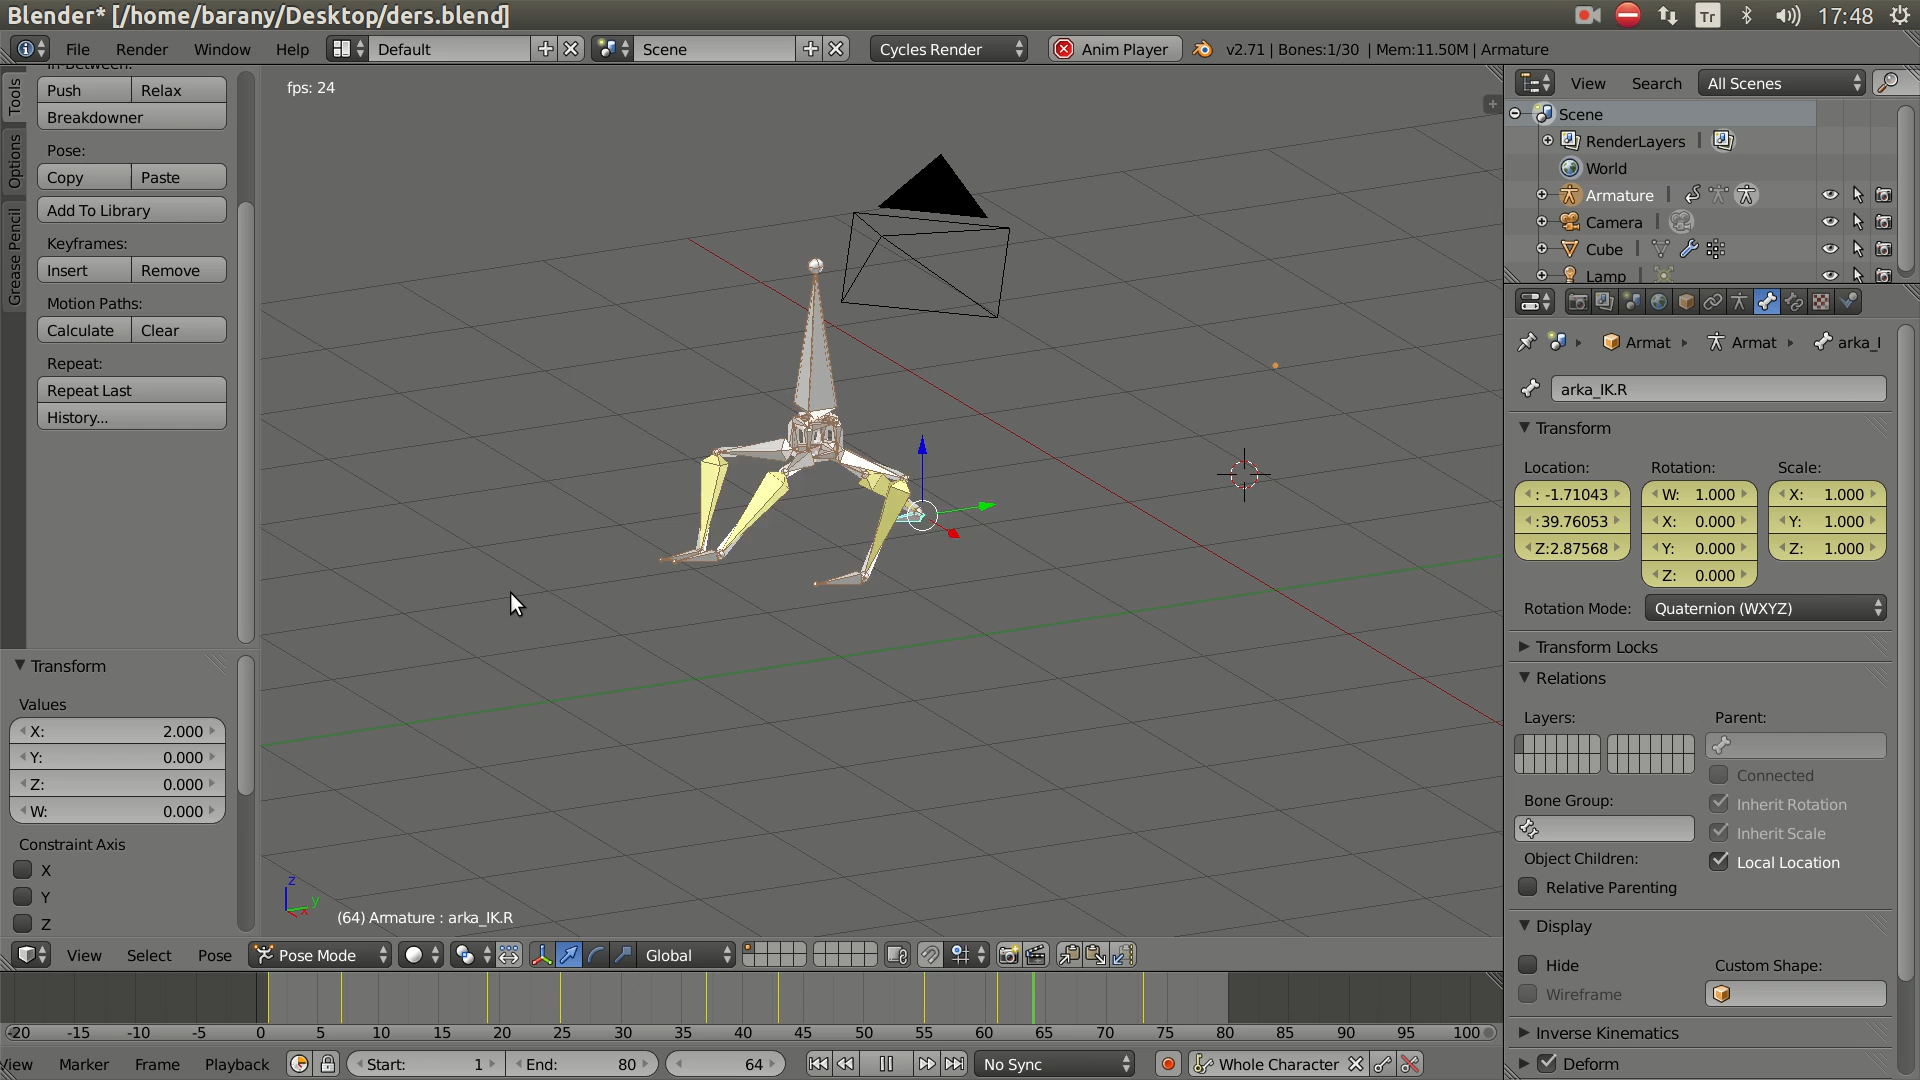 Blender* [/home/barany/Desktop/ders.blend]
Tr
17:48
File Render Window Help
Default
Scene
Cycles Render
Anim Player
v2.71 | Bones:1/30 | Mem:11.50M | Armature
Tools
Options
Grease Pencil
In-Between:
Push Relax
Breakdowner
Pose:
Copy Paste
Add To Library
Keyframes:
Insert Remove
Motion Paths:
Calculate Clear
Repeat:
Repeat Last
History...
Transform
Values
X: 2.000
Y: 0.000
Z: 0.000
W: 0.000
Constraint Axis
X
Y
Z
fps: 24
z
y
x
(64) Armature : arka_IK.R
View Select Pose
Pose Mode
Global
-20 -15 -10 -5 0 5 10 15 20 25 30 35 40 45 50 55 60 65 70 75 80 85 90 95 100
View Marker Frame Playback
Start: 1
End: 80
64
No Sync
Whole Character
View Search
All Scenes
Scene
RenderLayers
World
Armature
Camera
Cube
Lamp
Armat
Armat
arka_I
arka_IK.R
Transform
Location: Rotation: Scale:
: -1.71043 W: 1.000 X: 1.000
:39.76053 X: 0.000 Y: 1.000
Z:2.87568 Y: 0.000 Z: 1.000
Z: 0.000
Rotation Mode: Quaternion (WXYZ)
Transform Locks
Relations
Layers: Parent:
Connected
Bone Group: Inherit Rotation
Inherit Scale
Object Children: Local Location
Relative Parenting
Display
Hide Custom Shape:
Wireframe
Inverse Kinematics
Deform